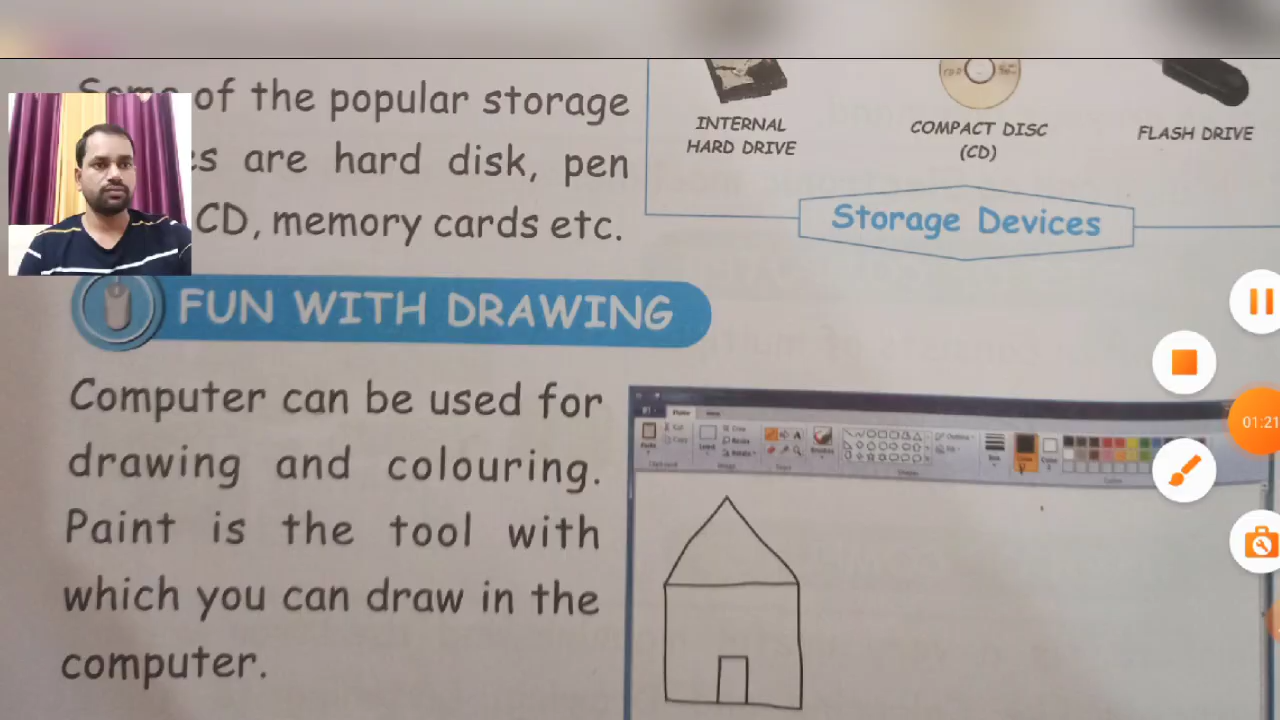 of the popular storage
are hard disk, pen
CD, memory cards etc.
INTERNAL
HARD DRIVE
COMPACT DISC
(CD)
FLASH DRIVE
Storage Devices
FUN WITH DRAWING
Computer can be used for
drawing and colouring.
Paint is the tool with
which you can draw in the
computer.
01:21